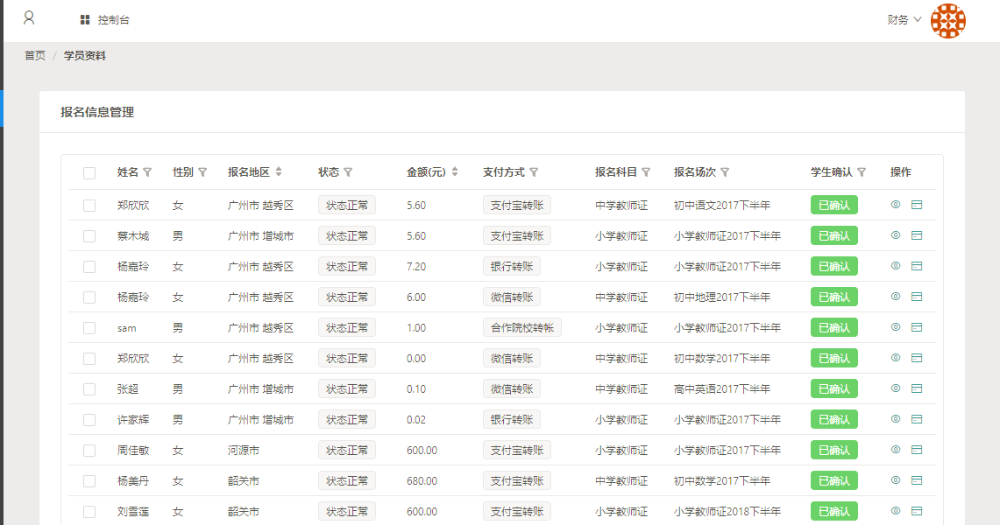 控制台 财务
首页 / 学员资料
报名信息管理
姓名 性别 报名地区 状态 金额(元) 支付方式 报名科目 报名场次 学生确认 操作
郑欣欣 女 广州市 越秀区 状态正常 5.60 支付宝转账 中学教师证 初中语文2017下半年 已确认
蔡木城 男 广州市 增城市 状态正常 5.60 支付宝转账 小学教师证 小学教师证2017下半年 已确认
杨嘉玲 女 广州市 越秀区 状态正常 7.20 银行转账 小学教师证 小学教师证2017下半年 已确认
杨嘉玲 女 广州市 越秀区 状态正常 6.00 微信转账 中学教师证 初中地理2017下半年 已确认
sam 男 广州市 越秀区 状态正常 1.00 合作院校转帐 小学教师证 小学教师证2017下半年 已确认
郑欣欣 女 广州市 越秀区 状态正常 0.00 微信转账 中学教师证 初中数学2017下半年 已确认
张超 男 广州市 增城市 状态正常 0.10 微信转账 中学教师证 高中英语2017下半年 已确认
许家辉 男 广州市 增城市 状态正常 0.02 银行转账 小学教师证 小学教师证2017下半年 已确认
周佳敏 女 河源市 状态正常 600.00 支付宝转账 小学教师证 小学教师证2017下半年 已确认
杨美丹 女 韶关市 状态正常 680.00 支付宝转账 中学教师证 初中数学2017下半年 已确认
刘雪莲 女 韶关市 状态正常 600.00 支付宝转账 小学教师证 小学教师证2018下半年 已确认